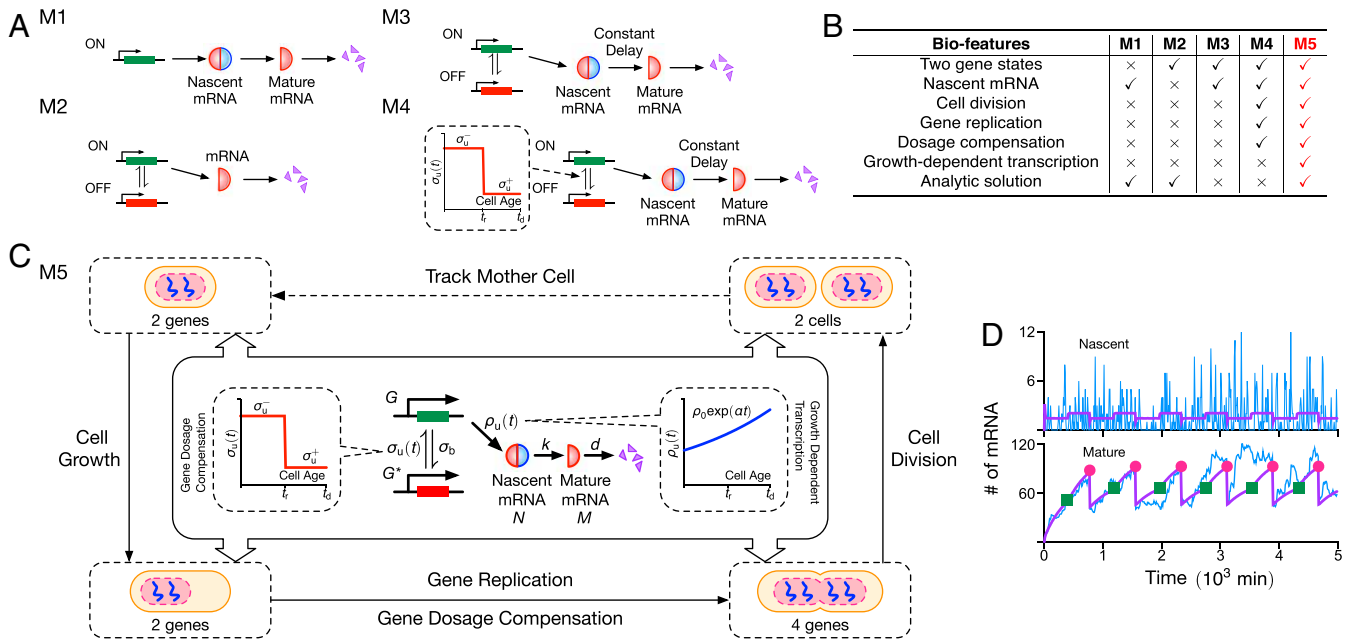 A
M1
ON
Nascent
mRNA
Mature
mRNA
M2
ON
OFF
mRNA
M3
ON
OFF
Constant
Delay
Nascent
mRNA
Mature
mRNA
M4
σu(t)
σu⁻
σu⁺
Cell Age
tr
td
ON
OFF
Constant
Delay
Nascent
mRNA
Mature
mRNA
B
Bio-features M1 M2 M3 M4 M5
Two gene states × ✓ ✓ ✓ ✓
Nascent mRNA ✓ × ✓ ✓ ✓
Cell division × × × ✓ ✓
Gene replication × × × ✓ ✓
Dosage compensation × × × ✓ ✓
Growth-dependent transcription × × × × ✓
Analytic solution ✓ ✓ × × ✓
C
M5
2 genes
Track Mother Cell
2 cells
Cell
Growth
Gene Dosage
Compensation
σu(t)
σu⁻
σu⁺
Cell Age
tr
td
G
σu(t)
σb
G*
ρu(t)
k
d
Nascent
mRNA
N
Mature
mRNA
M
ρu(t)
ρ0exp(αt)
Cell Age
tr
td
Growth Dependent
Transcription
Cell
Division
2 genes
Gene Replication
Gene Dosage Compensation
4 genes
D
# of mRNA
12
6
Nascent
120
60
Mature
0 1 2 3 4 5
Time (10³ min)